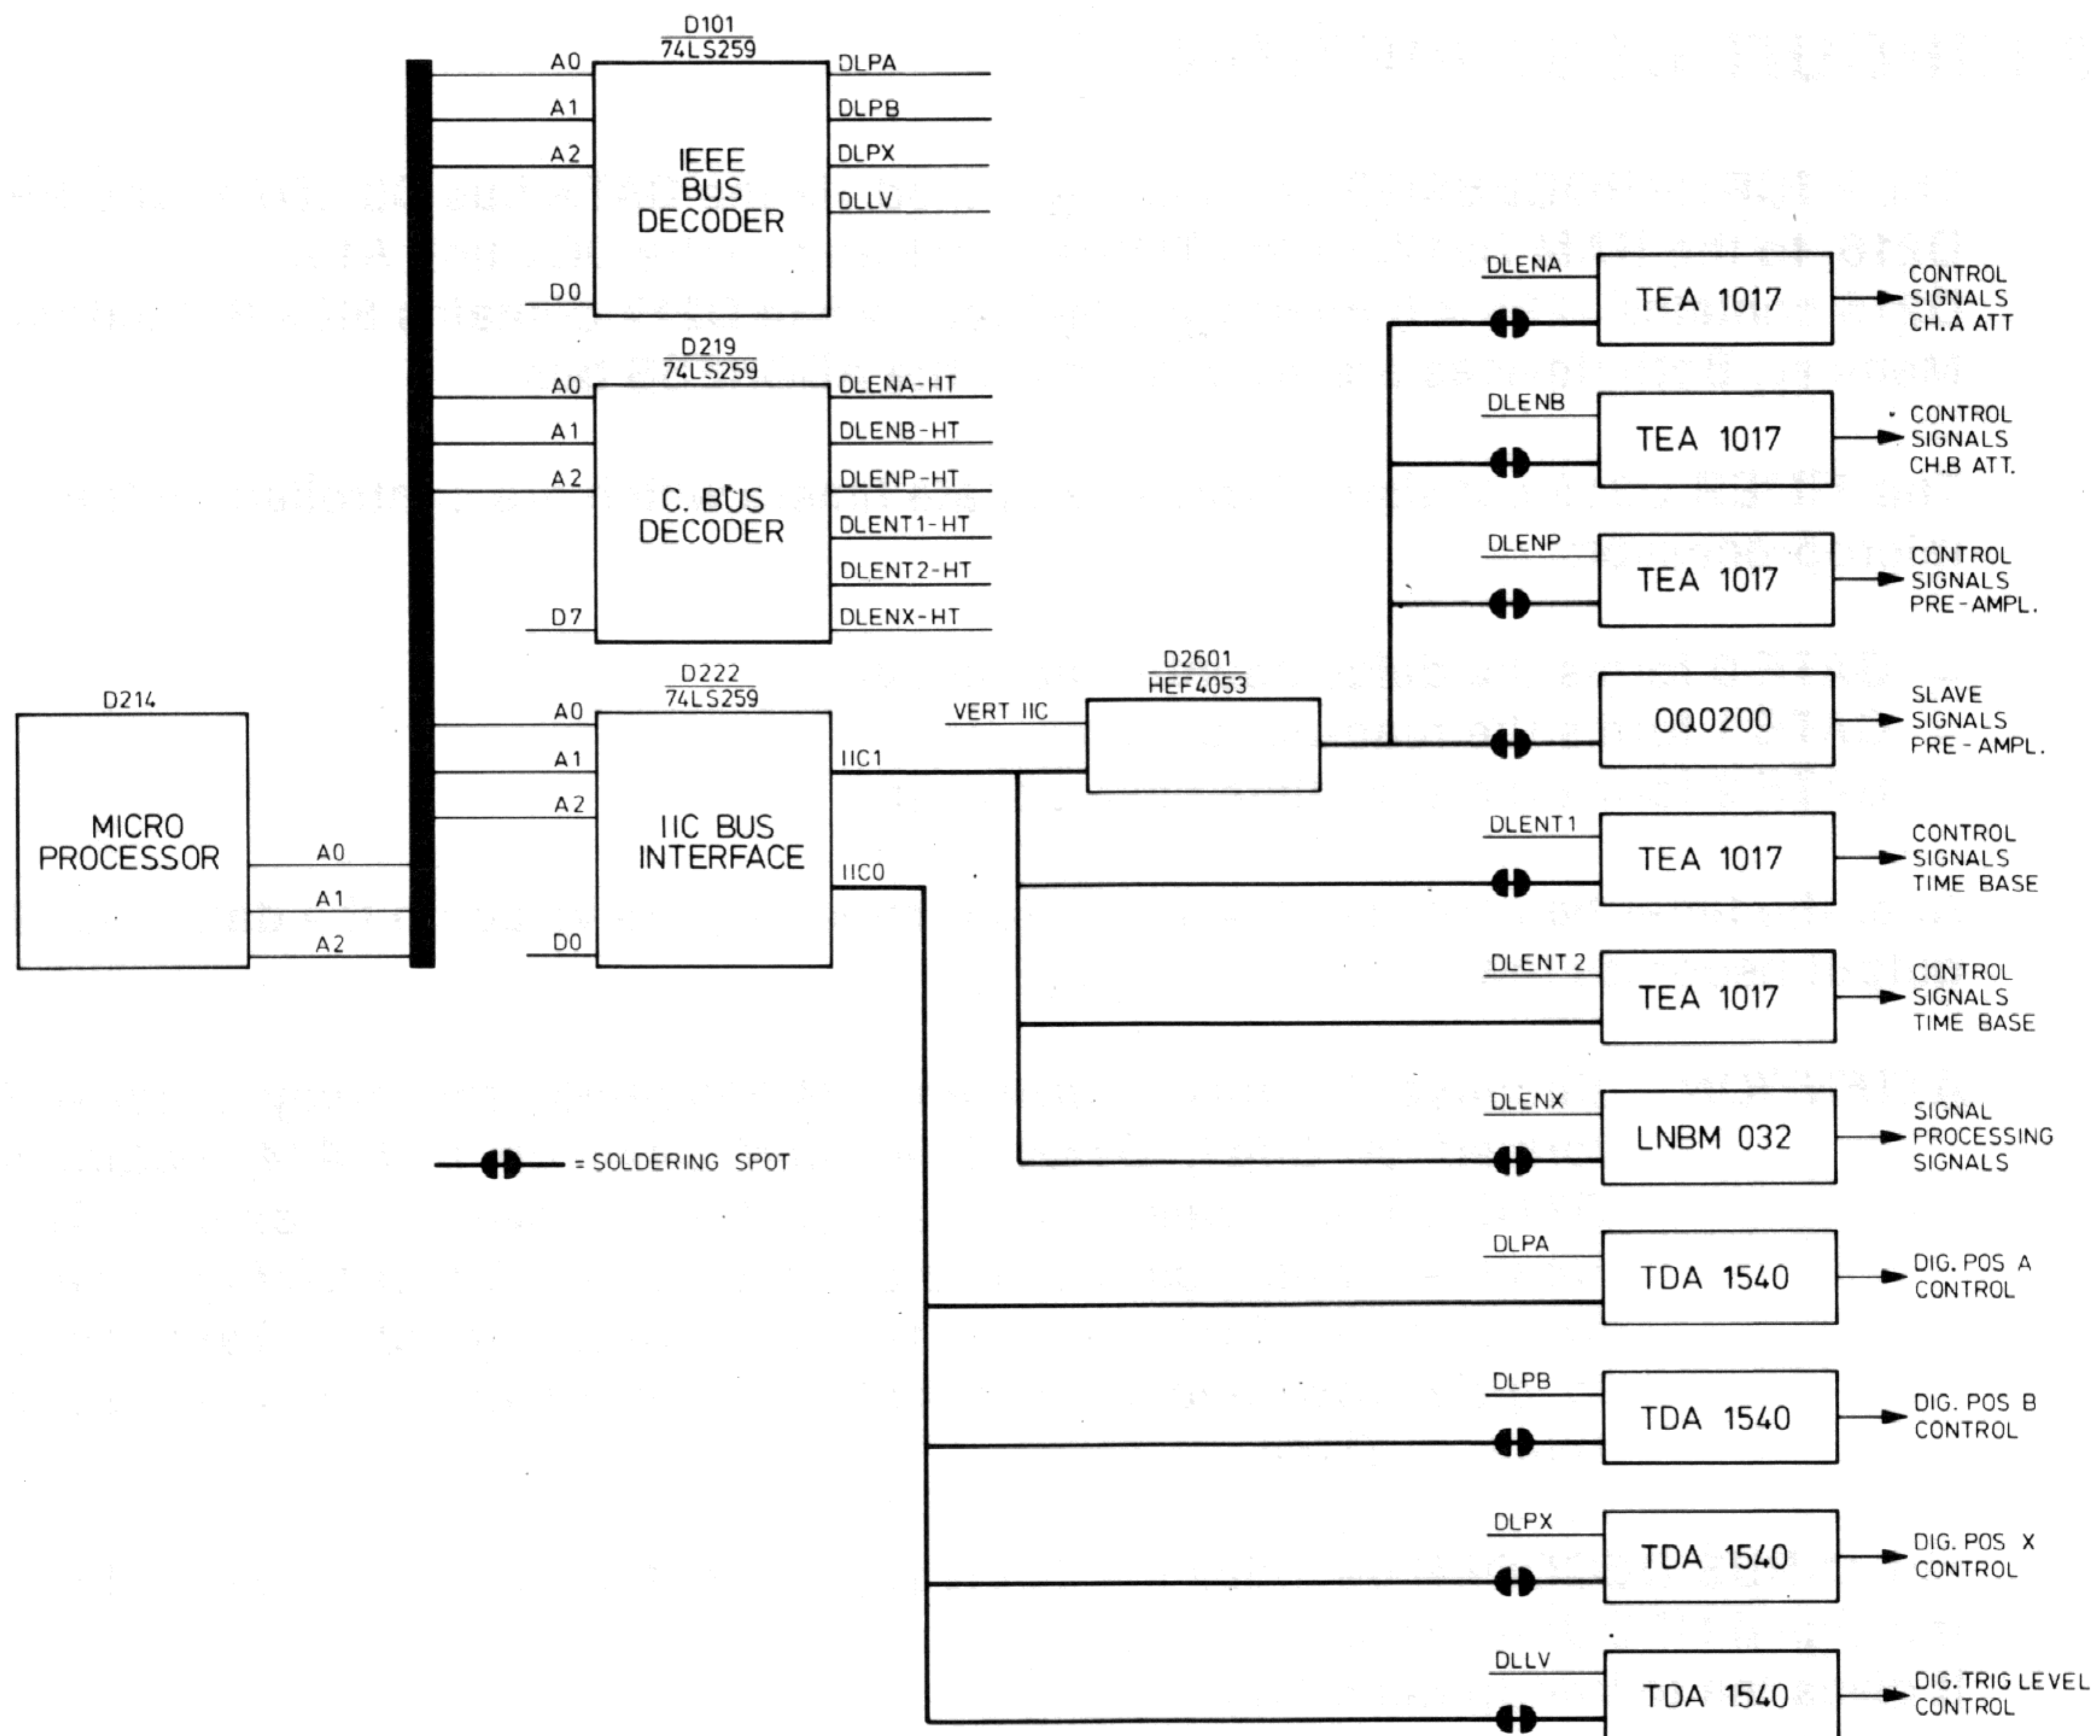 D101
74LS259
A0
A1
A2
D0
IEEE
BUS
DECODER
DLPA
DLPB
DLPX
DLLV
D219
74LS259
A0
A1
A2
D7
C. BUS
DECODER
DLENA-HT
DLENB-HT
DLENP-HT
DLENT1-HT
DLENT2-HT
DLENX-HT
D214
MICRO
PROCESSOR
A0
A1
A2
D222
74LS259
A0
A1
A2
D0
IIC BUS
INTERFACE
IIC1
IIC0
VERT IIC
D2601
HEF4053
= SOLDERING SPOT
DLENA
TEA 1017
CONTROL
SIGNALS
CH.A ATT
DLENB
TEA 1017
CONTROL
SIGNALS
CH.B ATT.
DLENP
TEA 1017
CONTROL
SIGNALS
PRE-AMPL.
OQ0200
SLAVE
SIGNALS
PRE-AMPL.
DLENT1
TEA 1017
CONTROL
SIGNALS
TIME BASE
DLENT2
TEA 1017
CONTROL
SIGNALS
TIME BASE
DLENX
LNBM 032
SIGNAL
PROCESSING
SIGNALS
DLPA
TDA 1540
DIG. POS A
CONTROL
DLPB
TDA 1540
DIG. POS B
CONTROL
DLPX
TDA 1540
DIG. POS X
CONTROL
DLLV
TDA 1540
DIG. TRIG LEVEL
CONTROL